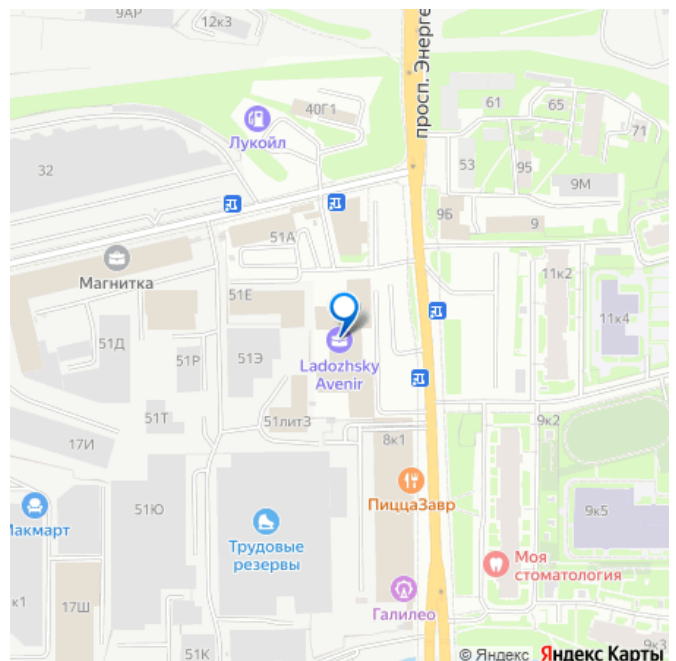 9АР
12к3
просп. Энерге
40Г1
Лукойл
61
65
71
53
95
9М
32
9Б
9
51А
Магнитка
11к2
51Е
11к4
51Д
51Р
51Э
Ladozhsky
Avenir
51Т
51лит3
9к2
8к1
17И
ПиццаЗавр
51Ю
9к5
Макмарт
Трудовые
резервы
Моя
стоматология
к1
17Ш
Галилео
51К
9к3
© Яндекс Яндекс Карты